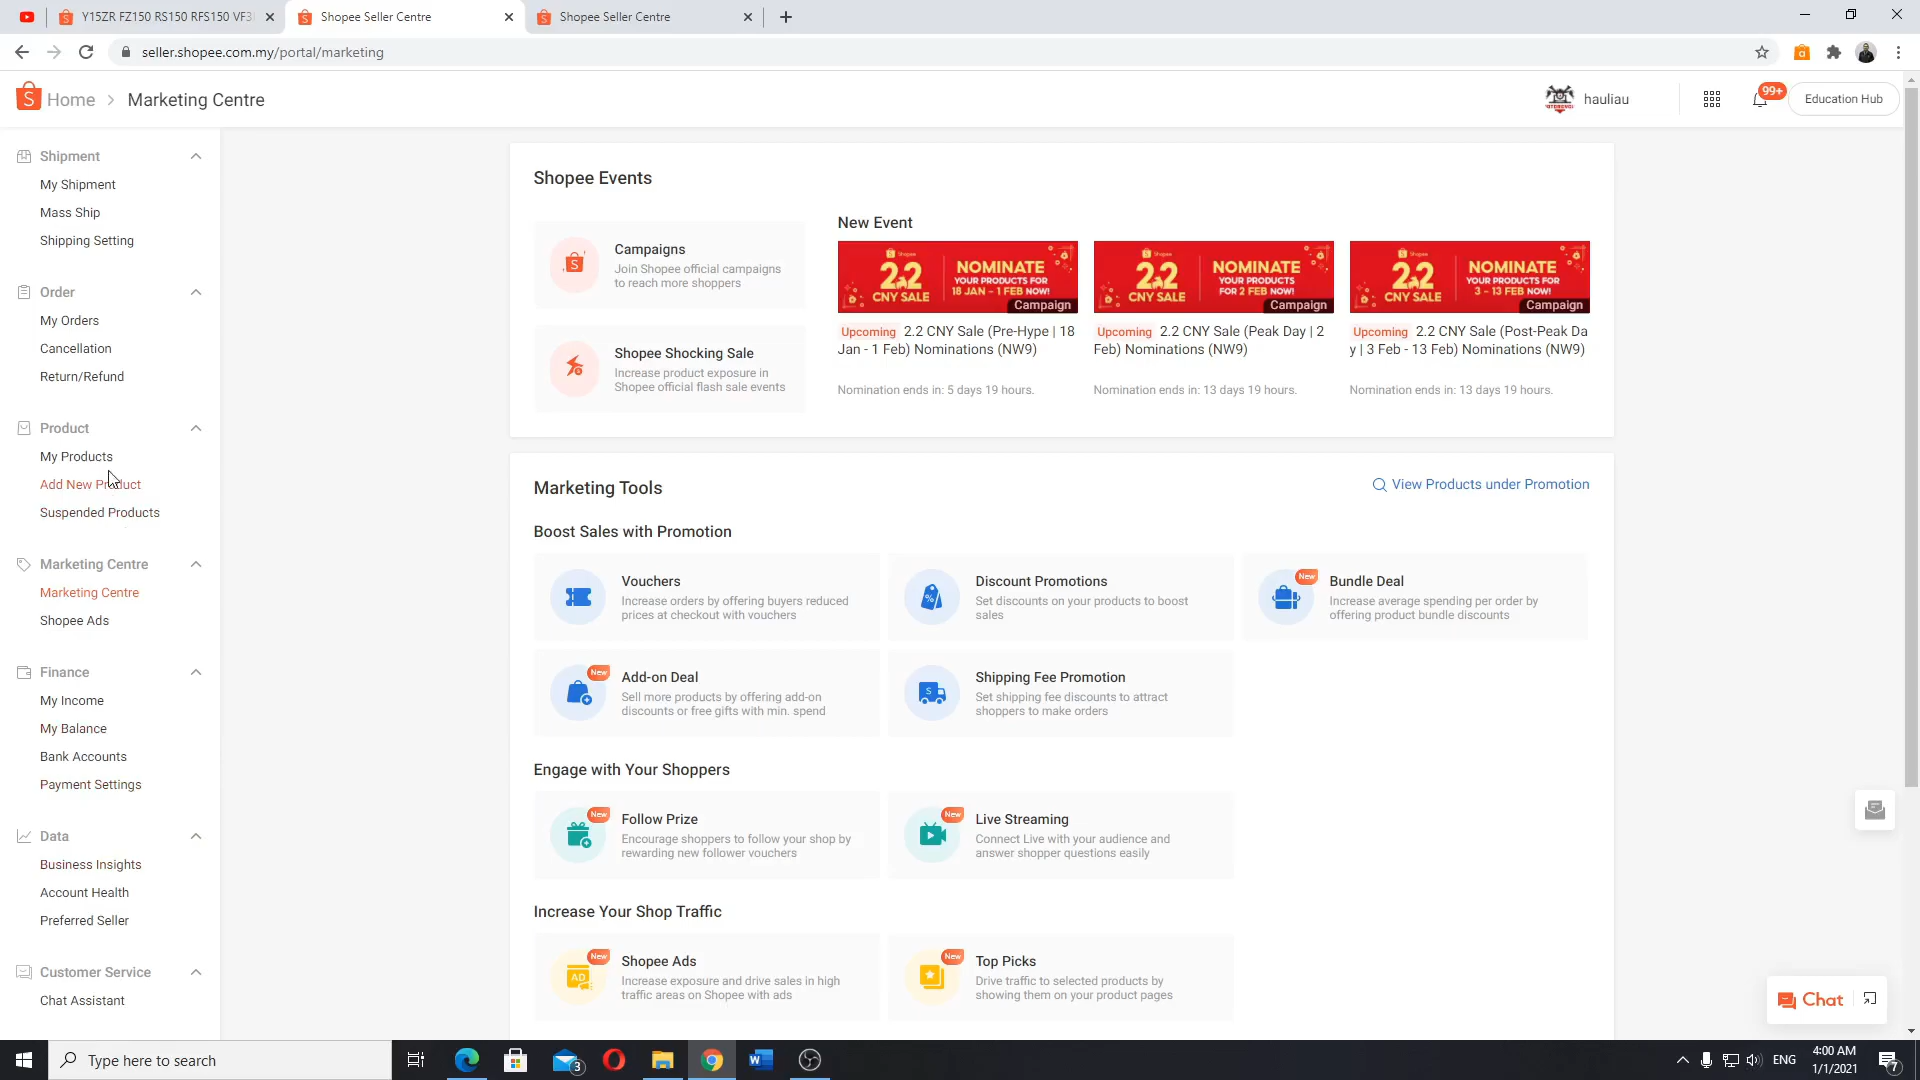 Y15ZR FZ150 RS150 RFS150 VF3
Shopee Seller Centre
Shopee Seller Centre
seller.shopee.com.my/portal/marketing
Home > Marketing Centre
hauliau
99+
Education Hub
Shipment
My Shipment
Mass Ship
Shipping Setting
Order
My Orders
Cancellation
Return/Refund
Product
My Products
Add New Product
Suspended Products
Marketing Centre
Marketing Centre
Shopee Ads
Finance
My Income
My Balance
Bank Accounts
Payment Settings
Data
Business Insights
Account Health
Preferred Seller
Customer Service
Chat Assistant
Shopee Events
Campaigns
Join Shopee official campaigns
to reach more shoppers
Shopee Shocking Sale
Increase product exposure in
Shopee official flash sale events
New Event
Shopee
2.2
CNY SALE
NOMINATE
YOUR PRODUCTS FOR
18 JAN - 1 FEB NOW!
Campaign
Upcoming 2.2 CNY Sale (Pre-Hype | 18
Jan - 1 Feb) Nominations (NW9)
Nomination ends in: 5 days 19 hours.
Shopee
2.2
CNY SALE
NOMINATE
YOUR PRODUCTS
FOR 2 FEB NOW!
Campaign
Upcoming 2.2 CNY Sale (Peak Day | 2
Feb) Nominations (NW9)
Nomination ends in: 13 days 19 hours.
Shopee
2.2
CNY SALE
NOMINATE
YOUR PRODUCTS FOR
3 - 13 FEB NOW!
Campaign
Upcoming 2.2 CNY Sale (Post-Peak Da
y | 3 Feb - 13 Feb) Nominations (NW9)
Nomination ends in: 13 days 19 hours.
Marketing Tools
View Products under Promotion
Boost Sales with Promotion
Vouchers
Increase orders by offering buyers reduced
prices at checkout with vouchers
Discount Promotions
Set discounts on your products to boost
sales
New
Bundle Deal
Increase average spending per order by
offering product bundle discounts
New
Add-on Deal
Sell more products by offering add-on
discounts or free gifts with min. spend
Shipping Fee Promotion
Set shipping fee discounts to attract
shoppers to make orders
Engage with Your Shoppers
New
Follow Prize
Encourage shoppers to follow your shop by
rewarding new follower vouchers
New
Live Streaming
Connect Live with your audience and
answer shopper questions easily
Increase Your Shop Traffic
New
AD
Shopee Ads
Increase exposure and drive sales in high
traffic areas on Shopee with ads
New
Top Picks
Drive traffic to selected products by
showing them on your product pages
Chat
Type here to search
3
ENG
4:00 AM
1/1/2021
7